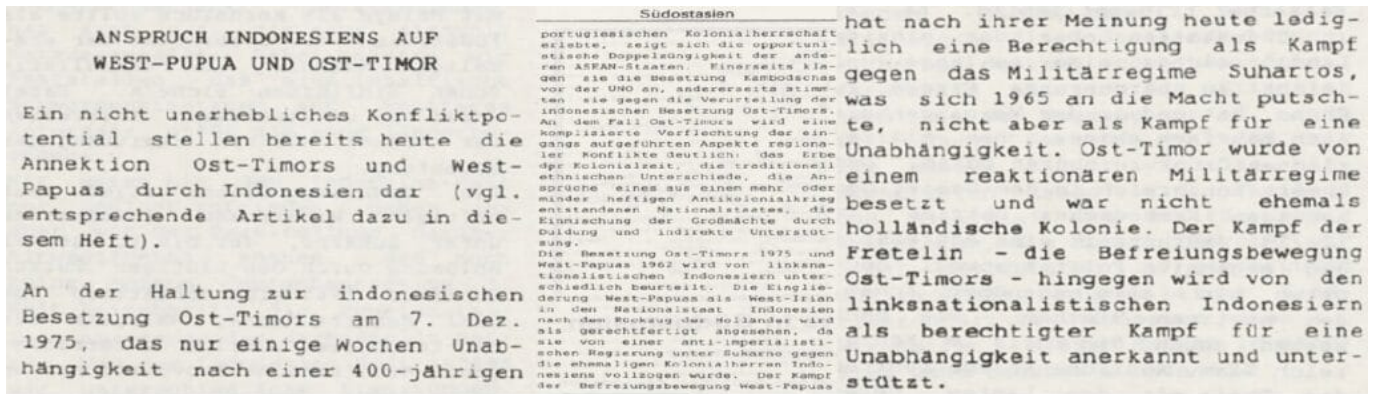 ANSPRUCH INDONESIENS AUF
WEST-PUPUA UND OST-TIMOR
Ein nicht unerhebliches Konfliktpo-
tential stellen bereits heute die
Annektion Ost-Timors und West-
Papuas durch Indonesien dar (vgl.
entsprechende Artikel dazu in die-
sem Heft).
An der Haltung zur indonesischen
Besetzung Ost-Timors am 7. Dez.
1975, das nur einige Wochen Unab-
hängigkeit nach einer 400-jährigen
Südostasien
portugiesischen Kolonialherrschaft
erlebte, zeigt sich die opportuni-
stische Doppelzüngigkeit der ande-
ren ASEAN-Staaten. Einerseits kla-
gen sie die Besetzung Kambodschas
vor der UNO an, andererseits stimm-
ten sie gegen die Verurteilung der
indonesischen Besetzung Ost-Timors.
An dem Fall Ost-Timors wird eine
komplizierte Verflechtung der ein-
gangs aufgeführten Aspekte regiona-
ler Konflikte deutlich: das Erbe
der Kolonialzeit, die traditionell
ethnischen Unterschiede, die An-
sprüche eines aus einem mehr oder
minder heftigen Antikolonialkrieg
entstandenen Nationalstaates, die
Einmischung der Großmächte durch
Duldung und indirekte Unterstüt-
zung.
Die Besetzung Ost-Timors 1975 und
West-Papuas 1962 wird von linksna-
tionalistischen Indonesiern unter-
schiedlich beurteilt. Die Einglie-
derung West-Papuas als West-Irian
in den Nationalstaat Indonesien
nach dem Rückzug der Holländer wird
als gerechtfertigt angesehen, da
sie von einer anti-imperialisti-
schen Regierung unter Sukarno gegen
die ehemaligen Kolonialherren Indo-
nesiens vollzogen wurde. Der Kampf
der Befreiungsbewegung West-Papuas
hat nach ihrer Meinung heute ledig-
lich eine Berechtigung als Kampf
gegen das Militärregime Suhartos,
was sich 1965 an die Macht putsch-
te, nicht aber als Kampf für eine
Unabhängigkeit. Ost-Timor wurde von
einem reaktionären Militärregime
besetzt und war nicht ehemals
holländische Kolonie. Der Kampf der
Fretelin - die Befreiungsbewegung
Ost-Timors - hingegen wird von den
linksnationalistischen Indonesiern
als berechtigter Kampf für eine
Unabhängigkeit anerkannt und unter-
stützt.